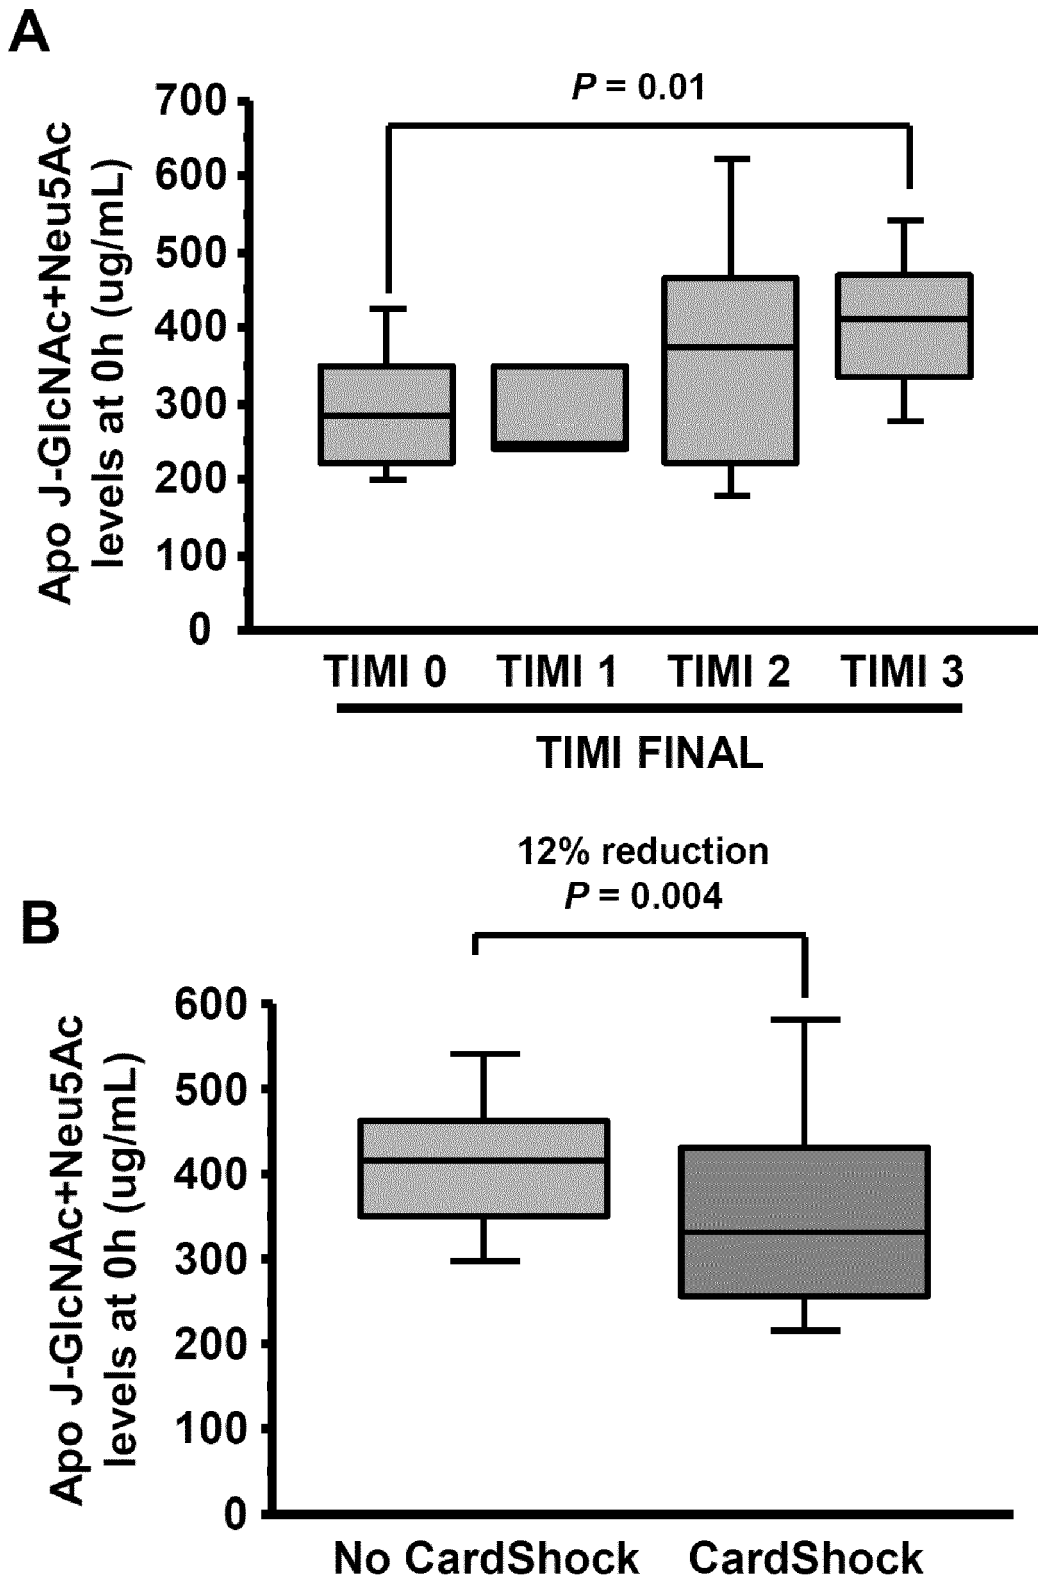 A
P = 0.01
700
600
500
400
300
200
100
0
Apo J-GlcNAc+Neu5Ac
levels at 0h (ug/mL)
TIMI 0 TIMI 1 TIMI 2 TIMI 3
TIMI FINAL
12% reduction
P = 0.004
B
600
500
400
300
200
100
0
Apo J-GlcNAc+Neu5Ac
levels at 0h (ug/mL)
No CardShock CardShock